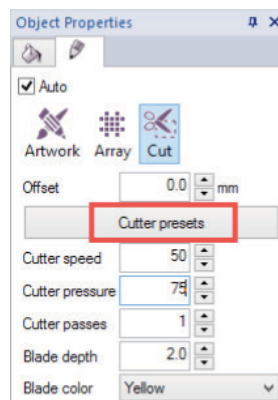 Object Properties
Auto
Artwork Array Cut
Offset 0.0 mm
Cutter presets
Cutter speed 50
Cutter pressure 75
Cutter passes 1
Blade depth 2.0
Blade color Yellow